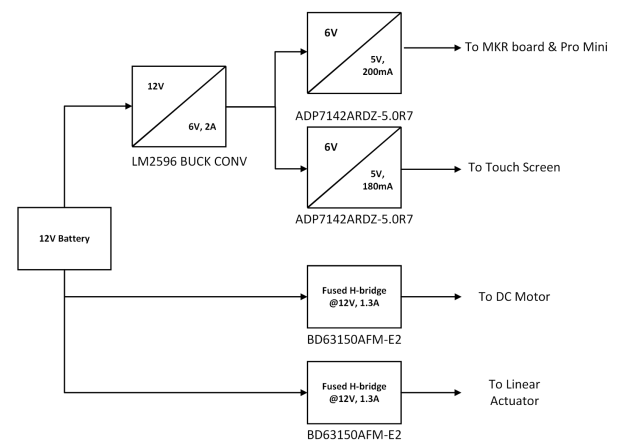 6V
5V,
200mA
To MKR board & Pro Mini
ADP7142ARDZ-5.0R7
12V
6V, 2A
LM2596 BUCK CONV
6V
5V,
180mA
To Touch Screen
ADP7142ARDZ-5.0R7
12V Battery
Fused H-bridge
@12V, 1.3A
To DC Motor
BD63150AFM-E2
Fused H-bridge
@12V, 1.3A
To Linear
Actuator
BD63150AFM-E2